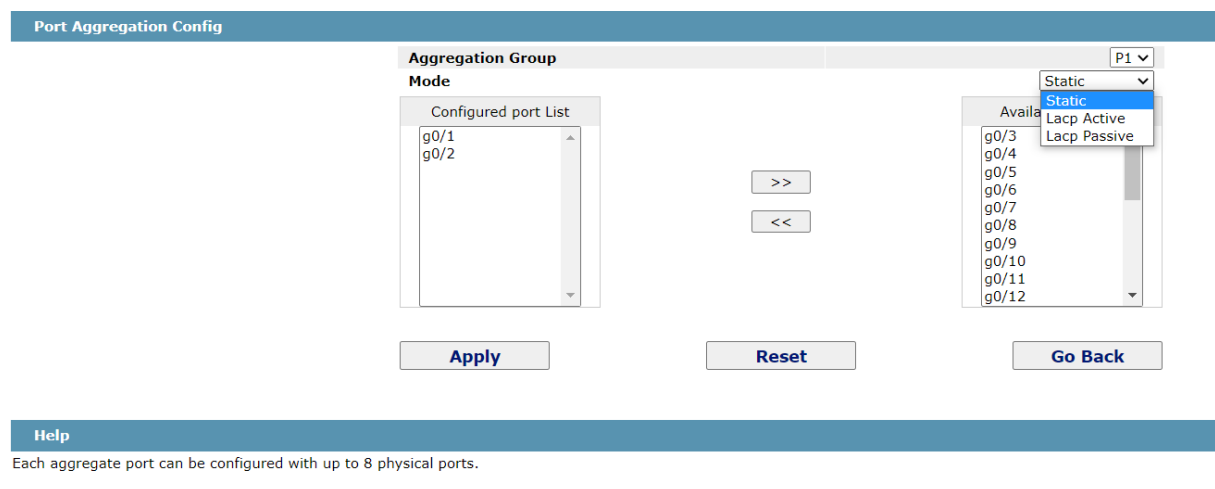 Port Aggregation Config
Aggregation Group P1
Mode Static
Static
Lacp Active
Lacp Passive
Configured port List
g0/1
g0/2
>>
<<
Availa
g0/3
g0/4
g0/5
g0/6
g0/7
g0/8
g0/9
g0/10
g0/11
g0/12
Apply Reset Go Back
Help
Each aggregate port can be configured with up to 8 physical ports.